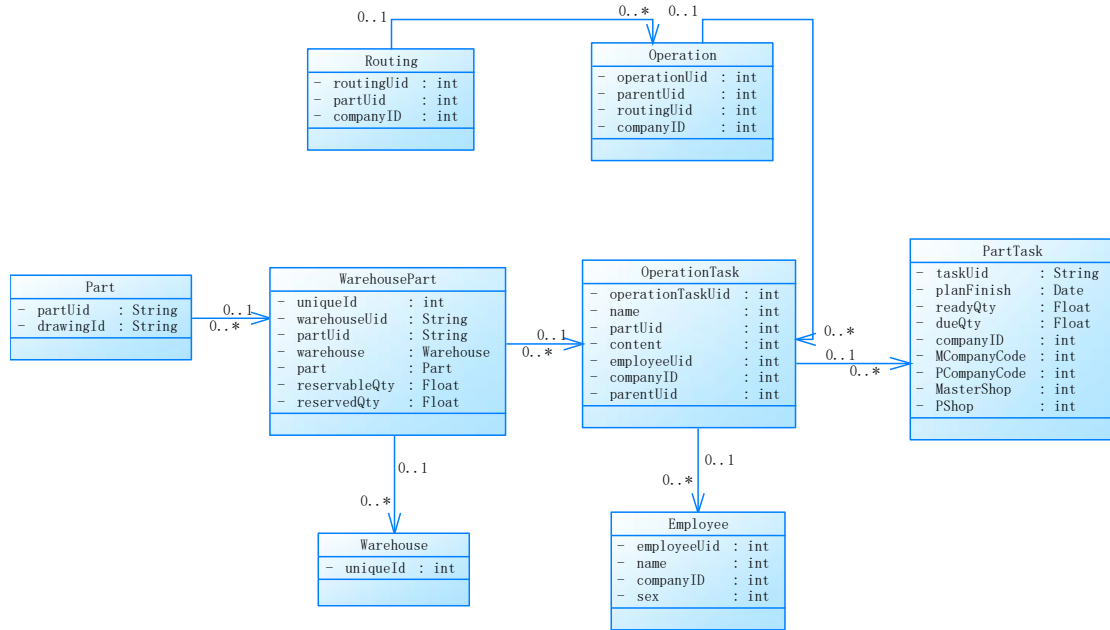 0..1
0..*
0..1
Routing
- routingUid : int
- partUid : int
- companyID : int
Operation
- operationUid : int
- parentUid : int
- routingUid : int
- companyID : int
Part
- partUid : String
- drawingId : String
0..1
0..*
WarehousePart
- uniqueId : int
- warehouseUid : String
- partUid : String
- warehouse : Warehouse
- part : Part
- reservableQty : Float
- reservedQty : Float
0..1
0..*
OperationTask
- operationTaskUid : int
- name : int
- partUid : int
- content : int
- employeeUid : int
- companyID : int
- parentUid : int
0..*
0..1
0..*
PartTask
- taskUid : String
- planFinish : Date
- readyQty : Float
- dueQty : Float
- companyID : int
- MCompanyCode : int
- PCompanyCode : int
- MasterShop : int
- PShop : int
0..1
0..*
Warehouse
- uniqueId : int
0..1
0..*
Employee
- employeeUid : int
- name : int
- companyID : int
- sex : int